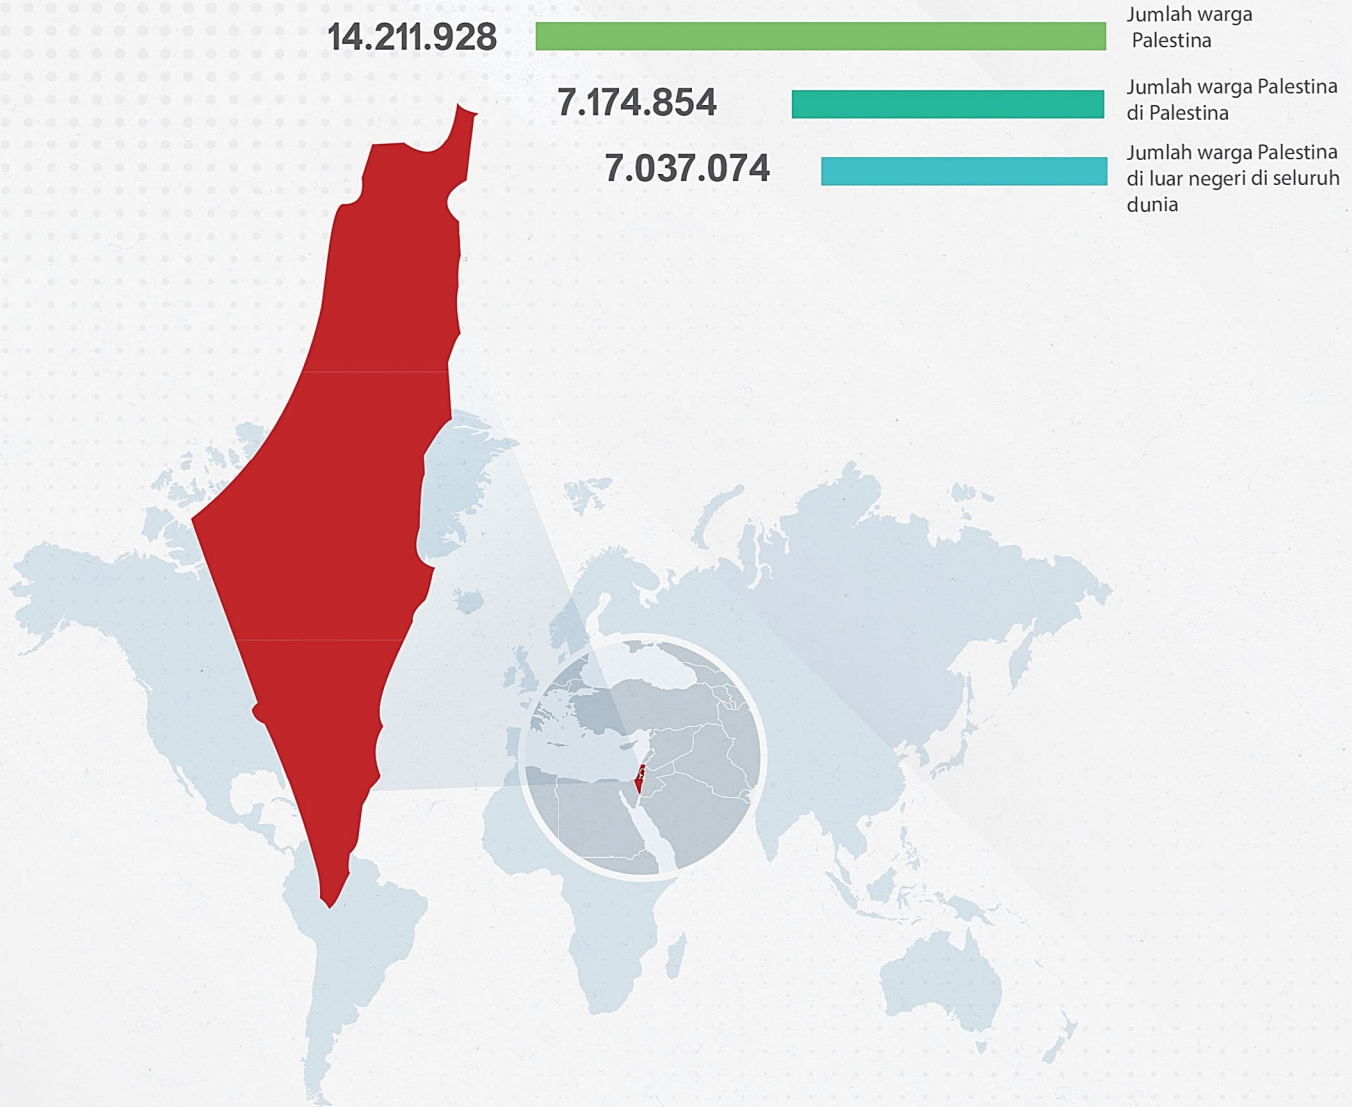 14.211.928
Jumlah warga
Palestina
7.174.854
Jumlah warga Palestina
di Palestina
7.037.074
Jumlah warga Palestina
di luar negeri di seluruh
dunia